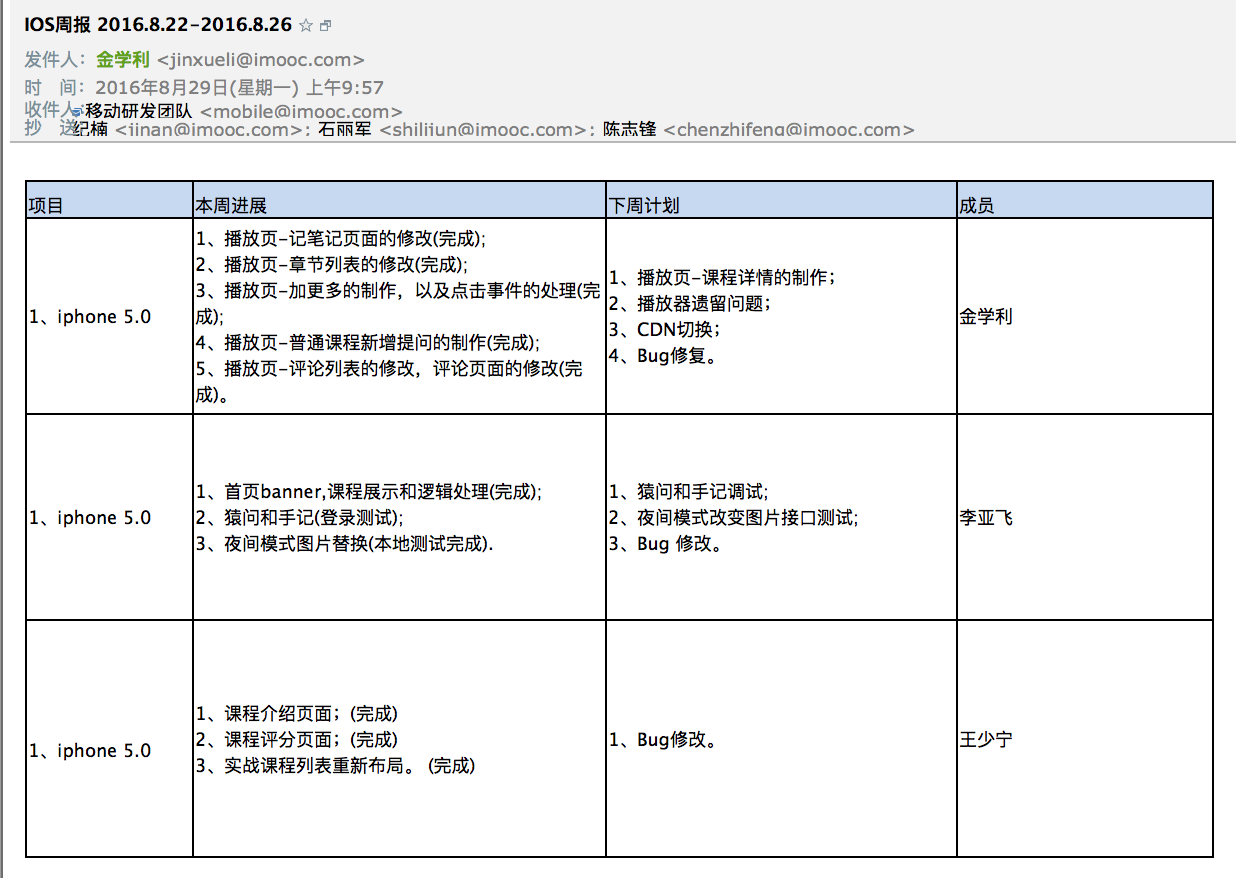 IOS周报 2016.8.22-2016.8.26
发件人：金学利 <jinxueli@imooc.com>
时 间：2016年8月29日(星期一) 上午9:57
收件人：移动研发团队 <mobile@imooc.com>
抄 送：纪楠 <jinan@imooc.com>; 石丽军 <shilijun@imooc.com>; 陈志锋 <chenzhifeng@imooc.com>
项目 本周进展 下周计划 成员
1、iphone 5.0
1、播放页-记笔记页面的修改(完成);
2、播放页-章节列表的修改(完成);
3、播放页-加更多的制作，以及点击事件的处理(完
成);
4、播放页-普通课程新增提问的制作(完成);
5、播放页-评论列表的修改，评论页面的修改(完
成)。
1、播放页-课程详情的制作；
2、播放器遗留问题；
3、CDN切换；
4、Bug修复。
金学利
1、iphone 5.0
1、首页banner,课程展示和逻辑处理(完成);
2、猿问和手记(登录测试);
3、夜间模式图片替换(本地测试完成).
1、猿问和手记调试;
2、夜间模式改变图片接口测试;
3、Bug 修改。
李亚飞
1、iphone 5.0
1、课程介绍页面；(完成)
2、课程评分页面；(完成)
3、实战课程列表重新布局。 (完成)
1、Bug修改。
王少宁